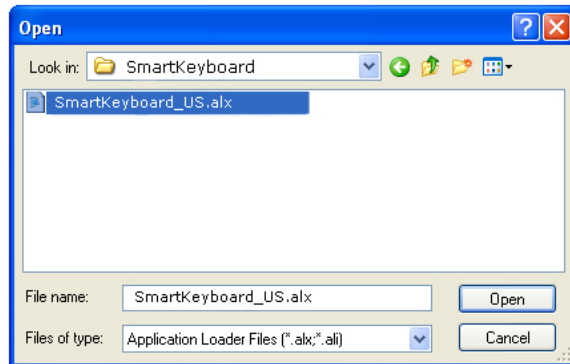 Open
Look in: SmartKeyboard
SmartKeyboard_US.alx
File name: SmartKeyboard_US.alx
Open
Files of type: Application Loader Files (*.alx;*.ali)
Cancel